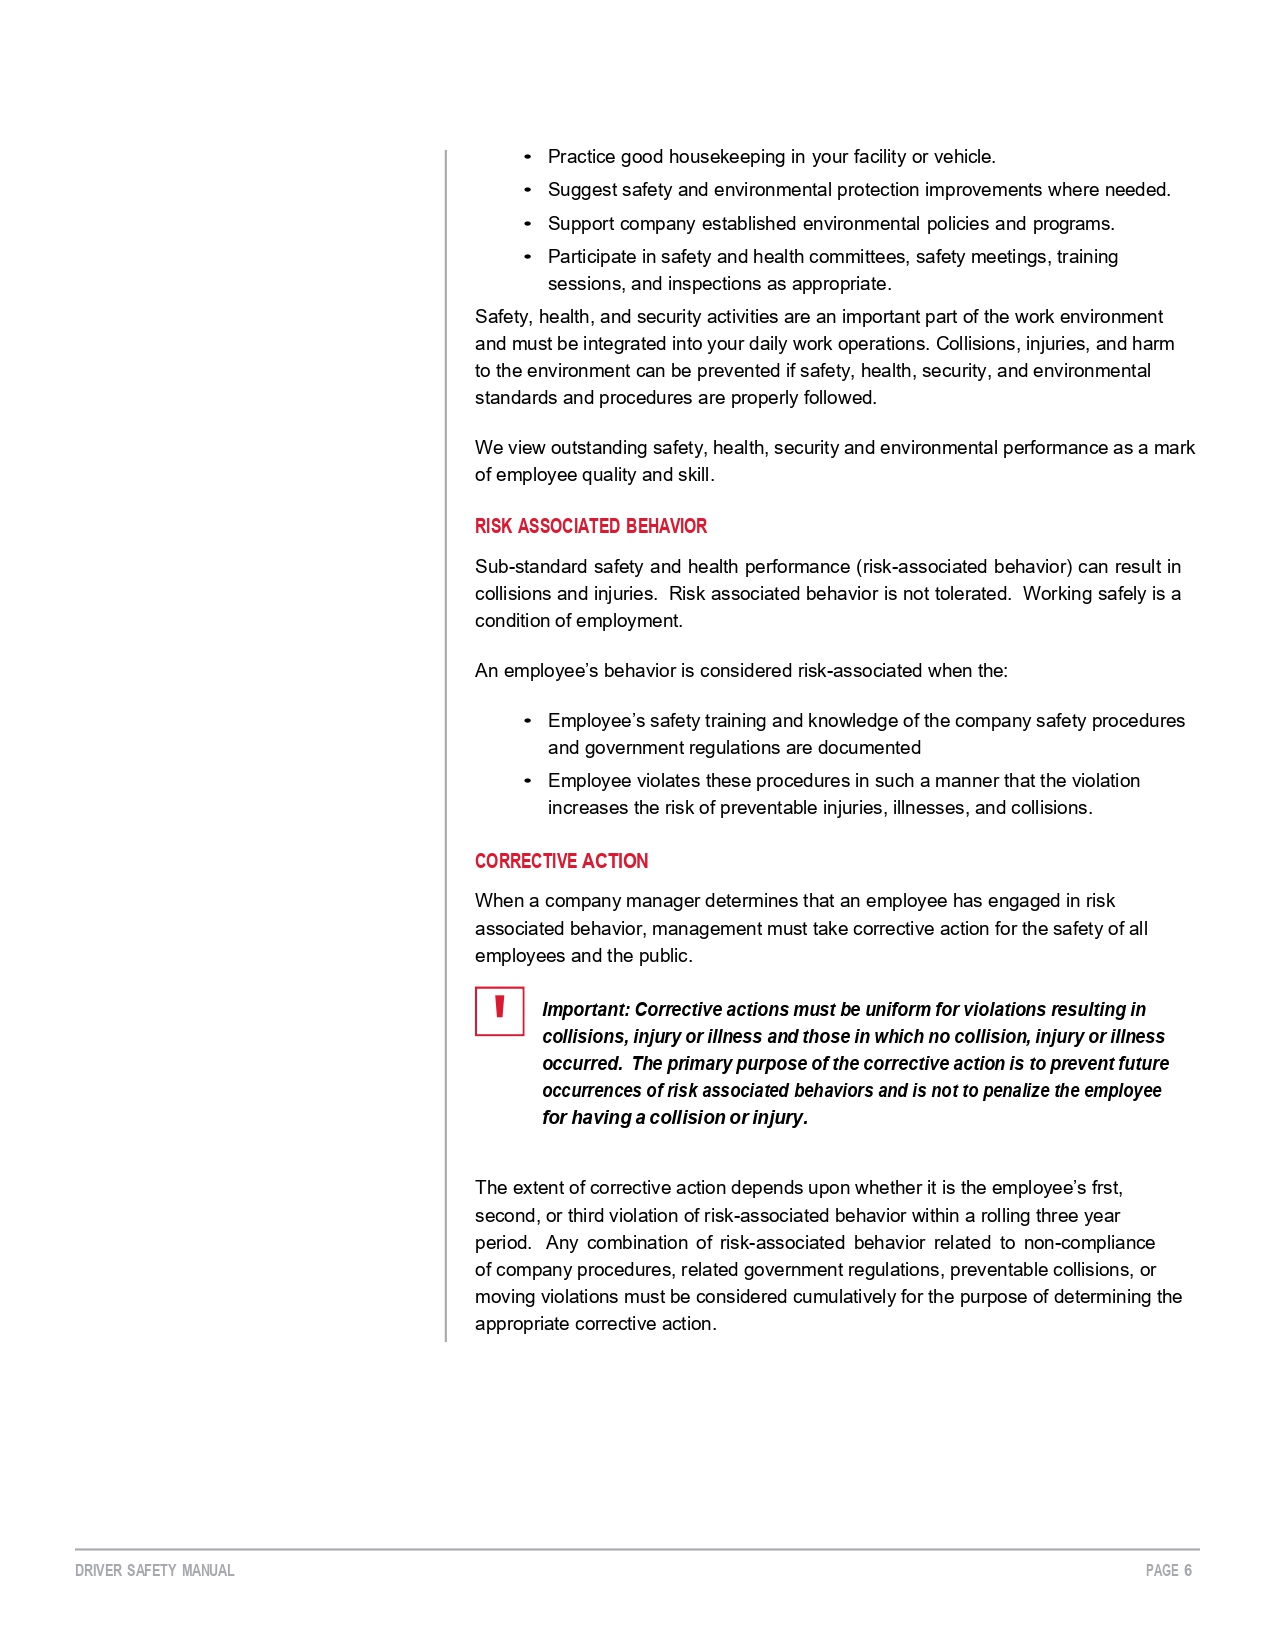 • Practice good housekeeping in your facility or vehicle.
• Suggest safety and environmental protection improvements where needed.
• Support company established environmental policies and programs.
• Participate in safety and health committees, safety meetings, training
sessions, and inspections as appropriate.
Safety, health, and security activities are an important part of the work environment
and must be integrated into your daily work operations. Collisions, injuries, and harm
to the environment can be prevented if safety, health, security, and environmental
standards and procedures are properly followed.
We view outstanding safety, health, security and environmental performance as a mark
of employee quality and skill.
RISK ASSOCIATED BEHAVIOR
Sub-standard safety and health performance (risk-associated behavior) can result in
collisions and injuries. Risk associated behavior is not tolerated. Working safely is a
condition of employment.
An employee’s behavior is considered risk-associated when the:
• Employee’s safety training and knowledge of the company safety procedures
and government regulations are documented
• Employee violates these procedures in such a manner that the violation
increases the risk of preventable injuries, illnesses, and collisions.
CORRECTIVE ACTION
When a company manager determines that an employee has engaged in risk
associated behavior, management must take corrective action for the safety of all
employees and the public.
Important: Corrective actions must be uniform for violations resulting in
collisions, injury or illness and those in which no collision, injury or illness
occurred. The primary purpose of the corrective action is to prevent future
occurrences of risk associated behaviors and is not to penalize the employee
for having a collision or injury.
The extent of corrective action depends upon whether it is the employee’s frst,
second, or third violation of risk-associated behavior within a rolling three year
period. Any combination of risk-associated behavior related to non-compliance
of company procedures, related government regulations, preventable collisions, or
moving violations must be considered cumulatively for the purpose of determining the
appropriate corrective action.
DRIVER SAFETY MANUAL PAGE 6